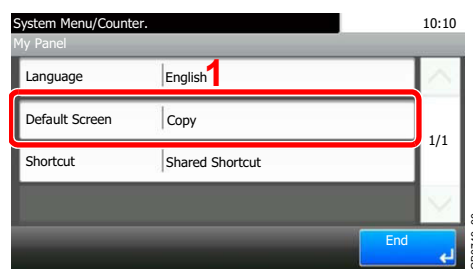 System Menu/Counter. 10:10
My Panel
Language English 1
Default Screen Copy
1/1
Shortcut Shared Shortcut
End